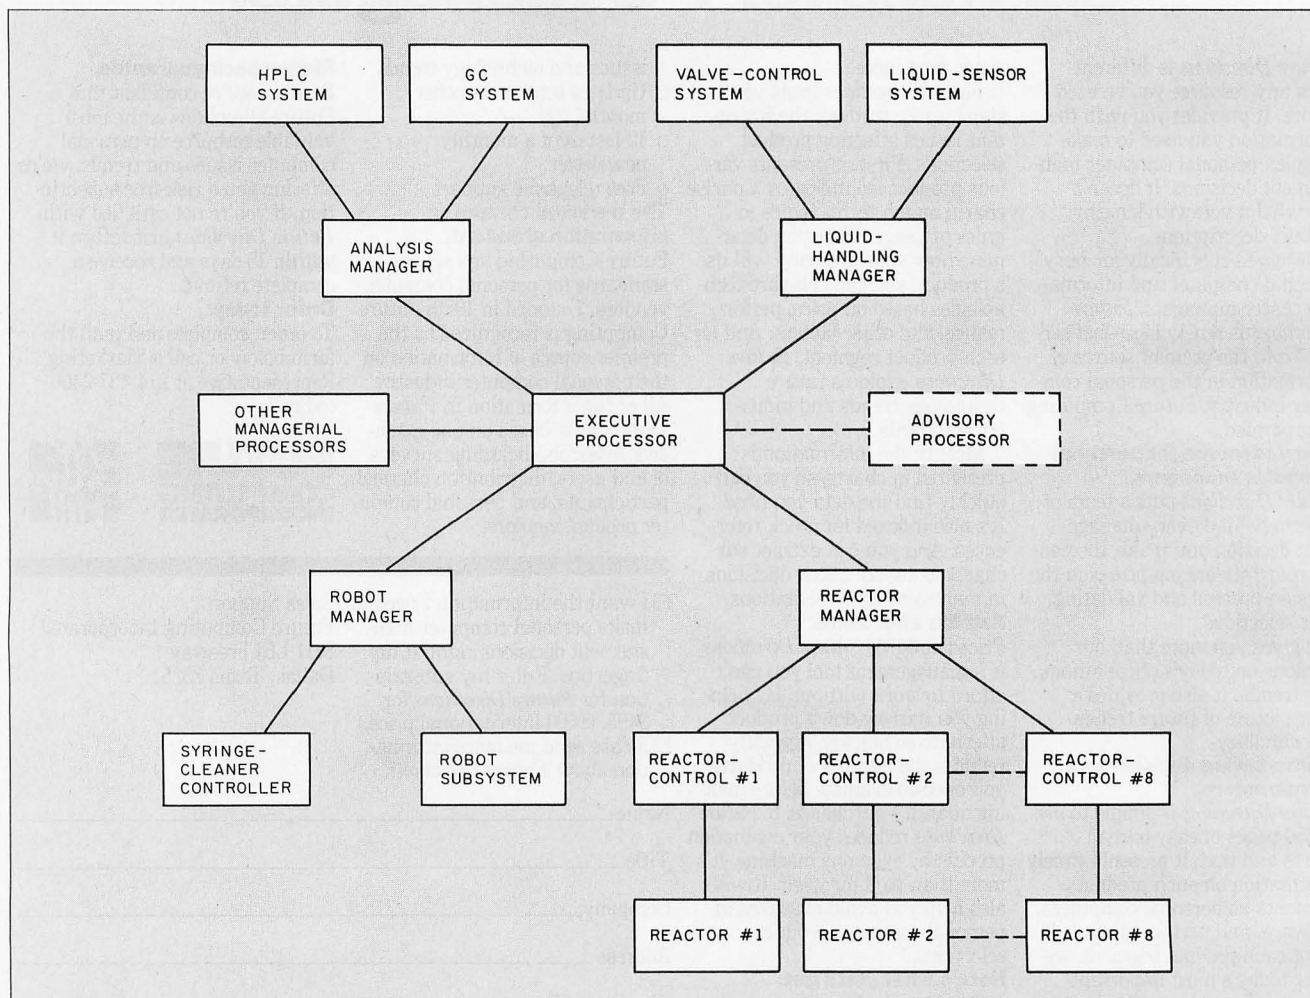 HPLC
SYSTEM
GC
SYSTEM
VALVE-CONTROL
SYSTEM
LIQUID-SENSOR
SYSTEM
ANALYSIS
MANAGER
LIQUID-
HANDLING
MANAGER
OTHER
MANAGERIAL
PROCESSORS
EXECUTIVE
PROCESSOR
ADVISORY
PROCESSOR
ROBOT
MANAGER
REACTOR
MANAGER
SYRINGE-
CLEANER
CONTROLLER
ROBOT
SUBSYSTEM
REACTOR-
CONTROL #1
REACTOR-
CONTROL #2
REACTOR-
CONTROL #8
REACTOR #1
REACTOR #2
REACTOR #8